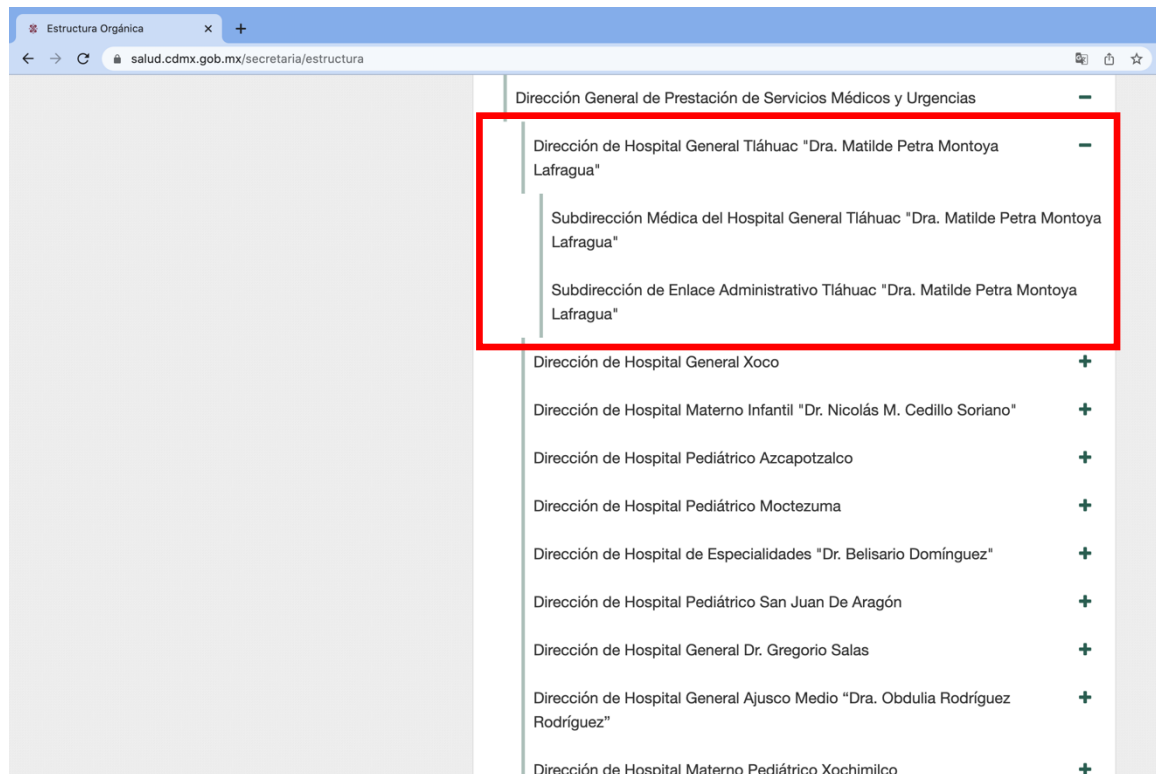 Estructura Orgánica
salud.cdmx.gob.mx/secretaria/estructura
Dirección General de Prestación de Servicios Médicos y Urgencias
Dirección de Hospital General Tláhuac "Dra. Matilde Petra Montoya
Lafragua"
Subdirección Médica del Hospital General Tláhuac "Dra. Matilde Petra Montoya
Lafragua"
Subdirección de Enlace Administrativo Tláhuac "Dra. Matilde Petra Montoya
Lafragua"
Dirección de Hospital General Xoco
Dirección de Hospital Materno Infantil "Dr. Nicolás M. Cedillo Soriano"
Dirección de Hospital Pediátrico Azcapotzalco
Dirección de Hospital Pediátrico Moctezuma
Dirección de Hospital de Especialidades "Dr. Belisario Domínguez"
Dirección de Hospital Pediátrico San Juan De Aragón
Dirección de Hospital General Dr. Gregorio Salas
Dirección de Hospital General Ajusco Medio “Dra. Obdulia Rodríguez
Rodríguez”
Dirección de Hospital Materno Pediátrico Xochimilco